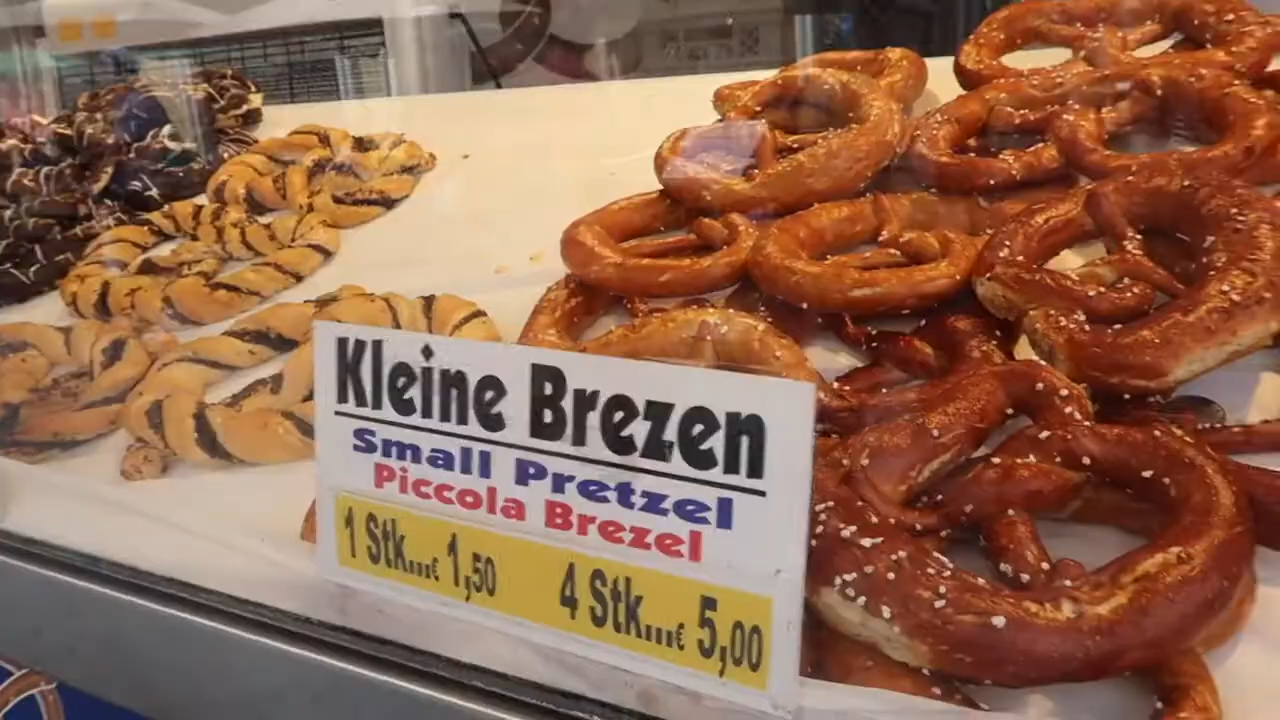 Kleine Brezen
Small Pretzel
Piccola Brezel
1 Stk...€ 1,50 4 Stk...€ 5,00